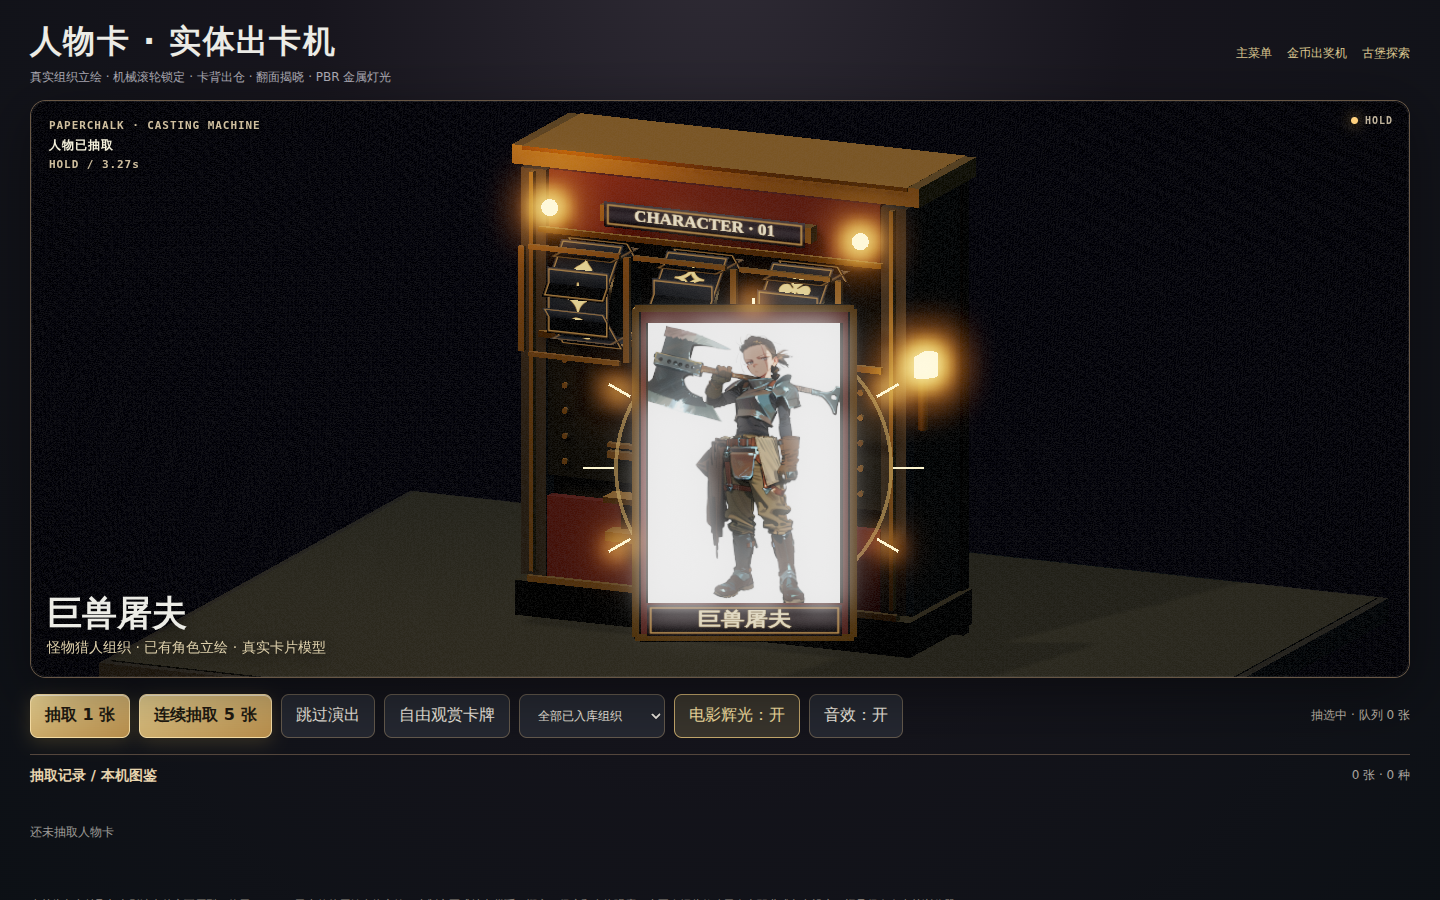 人物卡 · 实体出卡机
真实组织立绘 · 机械滚轮锁定 · 卡背出仓 · 翻面揭晓 · PBR 金属灯光
主菜单 金币出奖机 古堡探索
PAPERCHALK · CASTING MACHINE
人物已抽取
HOLD / 3.27s
HOLD
CHARACTER · 01
巨兽屠夫
巨兽屠夫
怪物猎人组织 · 已有角色立绘 · 真实卡片模型
抽取 1 张 连续抽取 5 张 跳过演出 自由观赏卡牌 全部已入库组织 电影辉光：开 音效：开 抽选中 · 队列 0 张
抽取记录 / 本机图鉴 0 张 · 0 种
还未抽取人物卡